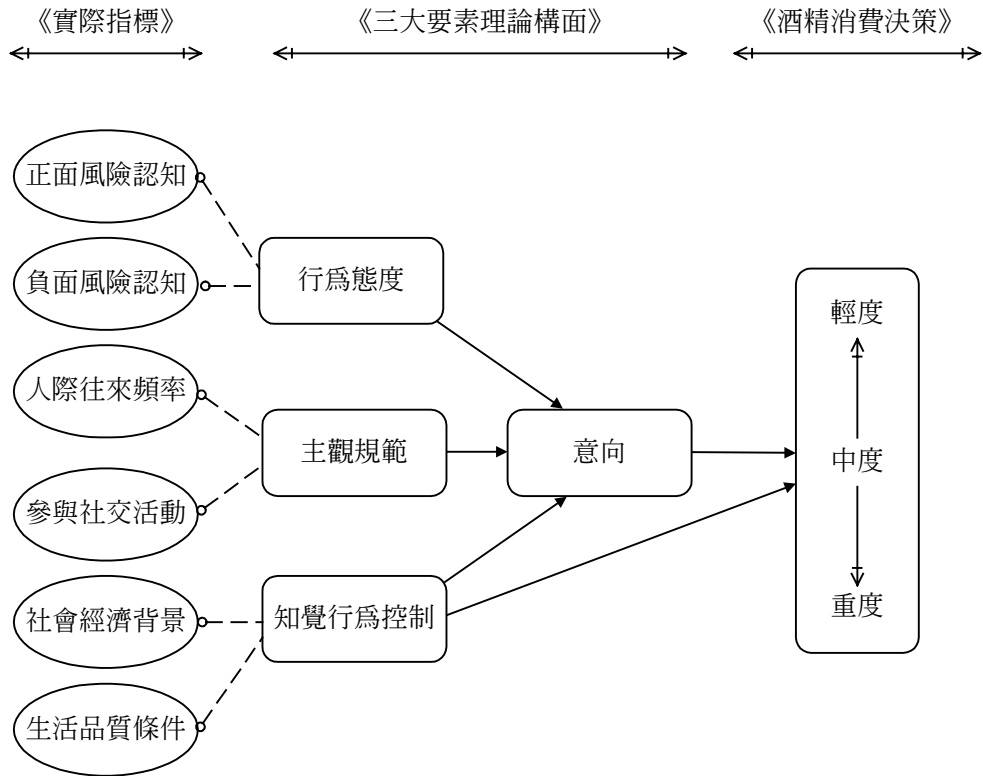 《實際指標》
《三大要素理論構面》
《酒精消費決策》
正面風險認知
負面風險認知
行爲態度
輕度
人際往來頻率
主觀規範
意向
中度
參與社交活動
社會經濟背景
知覺行爲控制
重度
生活品質條件